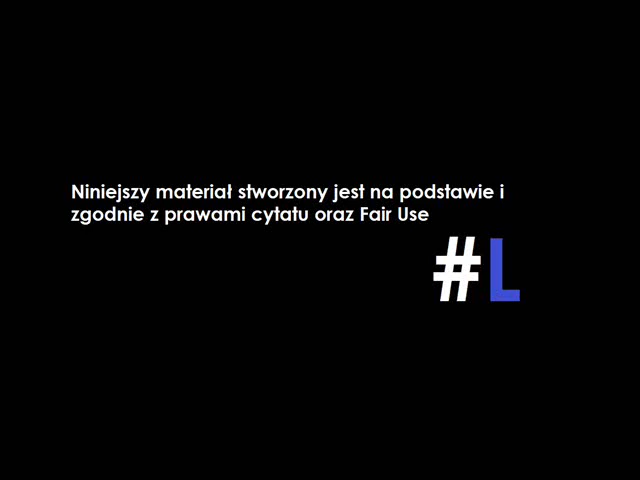 Niniejszy materiał stworzony jest na podstawie i
zgodnie z prawami cytatu oraz Fair Use
#L